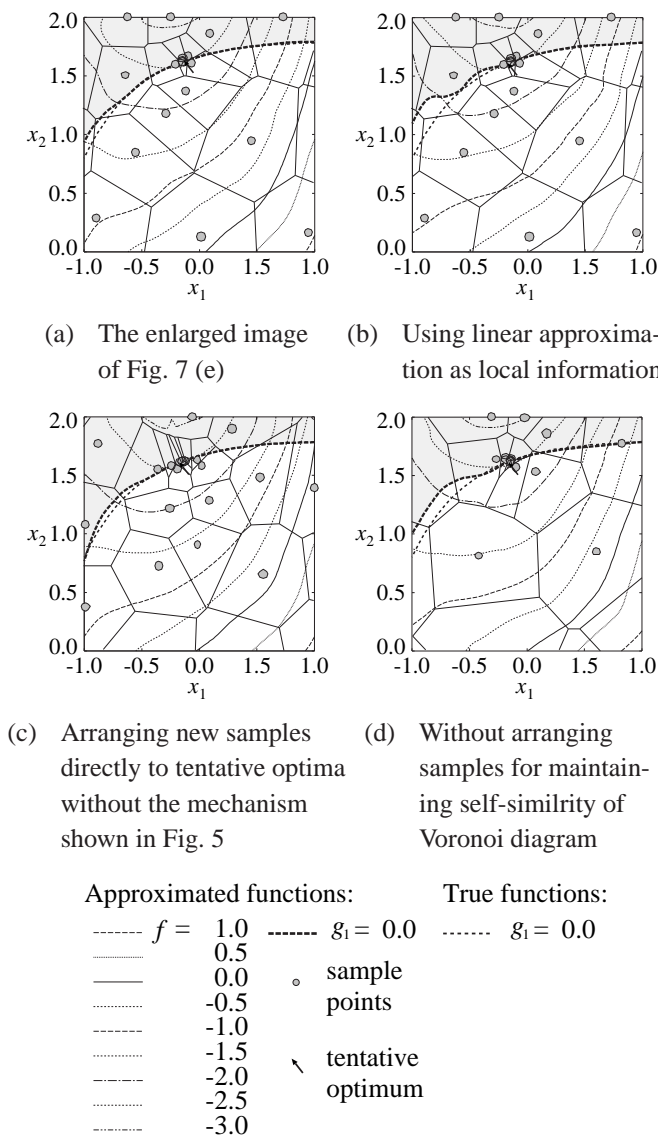 2.0
1.5
x2
1.0
0.5
0.0
-1.0 -0.5 0.0 1.5 1.0
x1
2.0
1.5
x2
1.0
0.5
0.0
-1.0 -0.5 0.0 1.5 1.0
x1
(a) The enlarged image
of Fig. 7 (e)
(b) Using linear approxima-
tion as local information
2.0
1.5
x2
1.0
0.5
0.0
-1.0 -0.5 0.0 1.5 1.0
x1
2.0
1.5
x2
1.0
0.5
0.0
-1.0 -0.5 0.0 1.5 1.0
x1
(c) Arranging new samples
directly to tentative optima
without the mechanism
shown in Fig. 5
(d) Without arranging
samples for maintain-
ing self-similrity of
Voronoi diagram
Approximated functions: True functions:
f = 1.0 g1 = 0.0 g1 = 0.0
0.5
0.0 sample
-0.5 points
-1.0
-1.5 tentative
-2.0 optimum
-2.5
-3.0